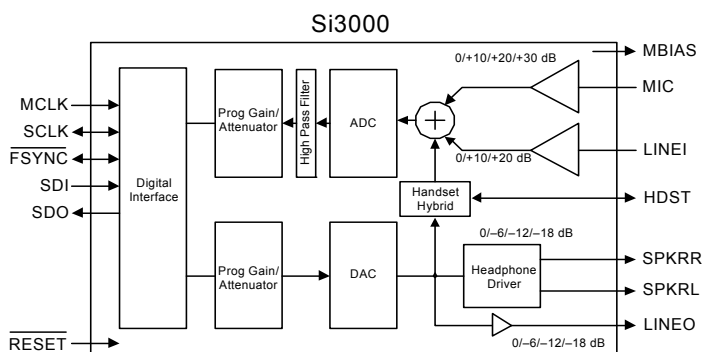 Si3000
0/+10/+20/+30 dB
MBIAS
MCLK
SCLK
FSYNC
SDI
SDO
RESET
Digital
Interface
Prog Gain/
Attenuator
High Pass Filter
ADC
+
MIC
LINEI
0/+10/+20 dB
Handset
Hybrid
HDST
Prog Gain/
Attenuator
DAC
0/–6/–12/–18 dB
Headphone
Driver
SPKRR
SPKRL
LINEO
0/–6/–12/–18 dB